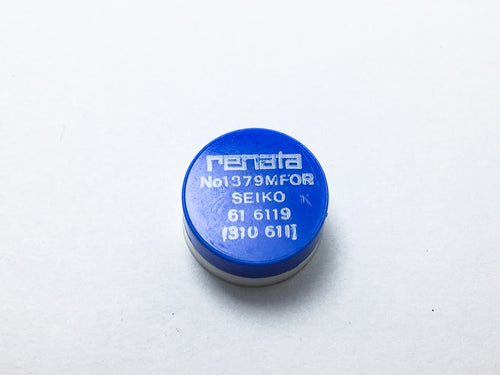 renata
No1379MFOR
SEIKO K
61 6119
(310 611)